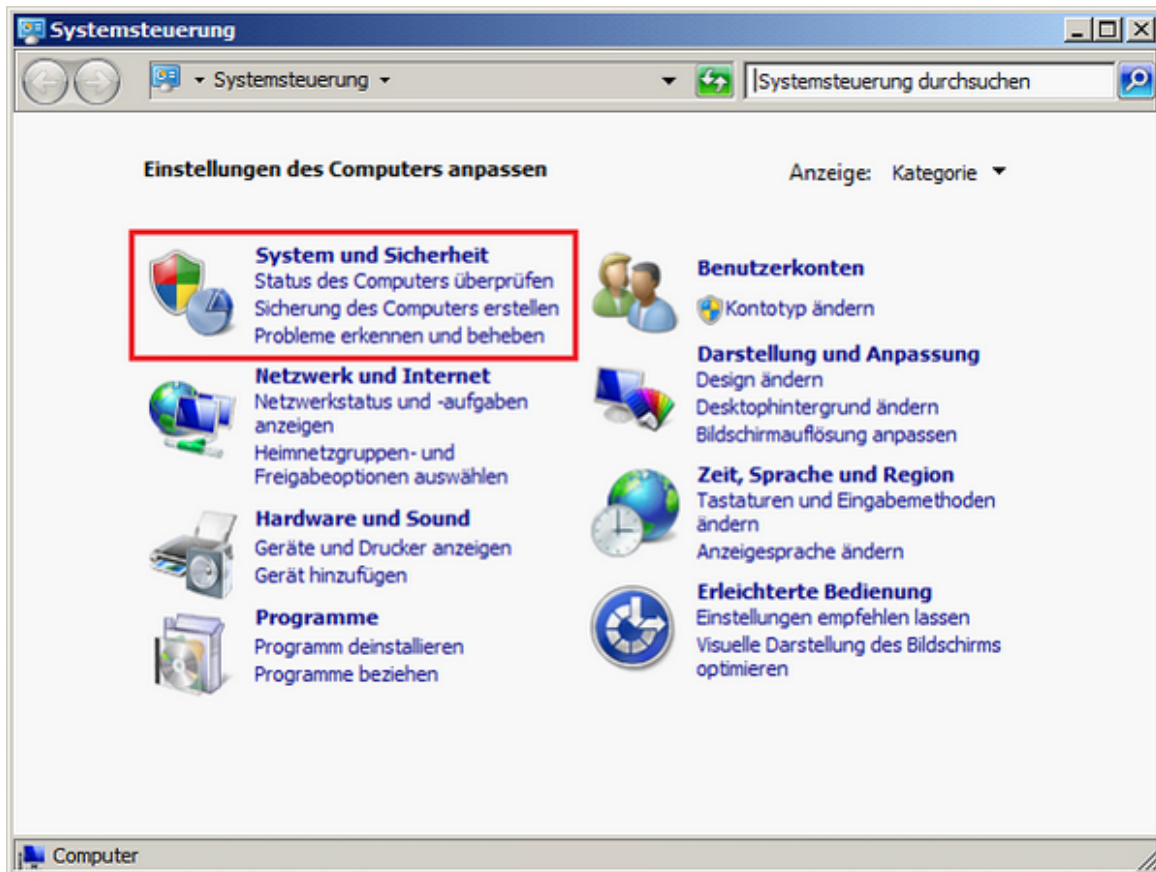 Systemsteuerung
Systemsteuerung
Systemsteuerung durchsuchen
Einstellungen des Computers anpassen
Anzeige: Kategorie
System und Sicherheit
Status des Computers überprüfen
Sicherung des Computers erstellen
Probleme erkennen und beheben
Netzwerk und Internet
Netzwerkstatus und -aufgaben
anzeigen
Heimnetzgruppen- und
Freigabeoptionen auswählen
Hardware und Sound
Geräte und Drucker anzeigen
Gerät hinzufügen
Programme
Programm deinstallieren
Programme beziehen
Benutzerkonten
Kontotyp ändern
Darstellung und Anpassung
Design ändern
Desktophintergrund ändern
Bildschirmauflösung anpassen
Zeit, Sprache und Region
Tastaturen und Eingabemethoden
ändern
Anzeigesprache ändern
Erleichterte Bedienung
Einstellungen empfehlen lassen
Visuelle Darstellung des Bildschirms
optimieren
Computer